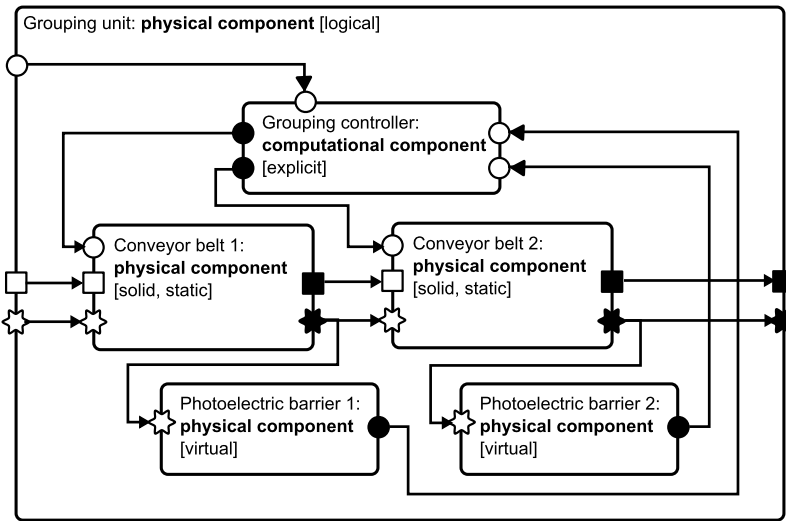 Grouping unit: physical component [logical]
Grouping controller:
computational component
[explicit]
Conveyor belt 1:
physical component
[solid, static]
Conveyor belt 2:
physical component
[solid, static]
Photoelectric barrier 1:
physical component
[virtual]
Photoelectric barrier 2:
physical component
[virtual]